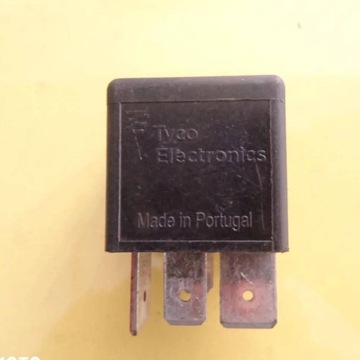 Tyco
Electronics
Made in Portugal